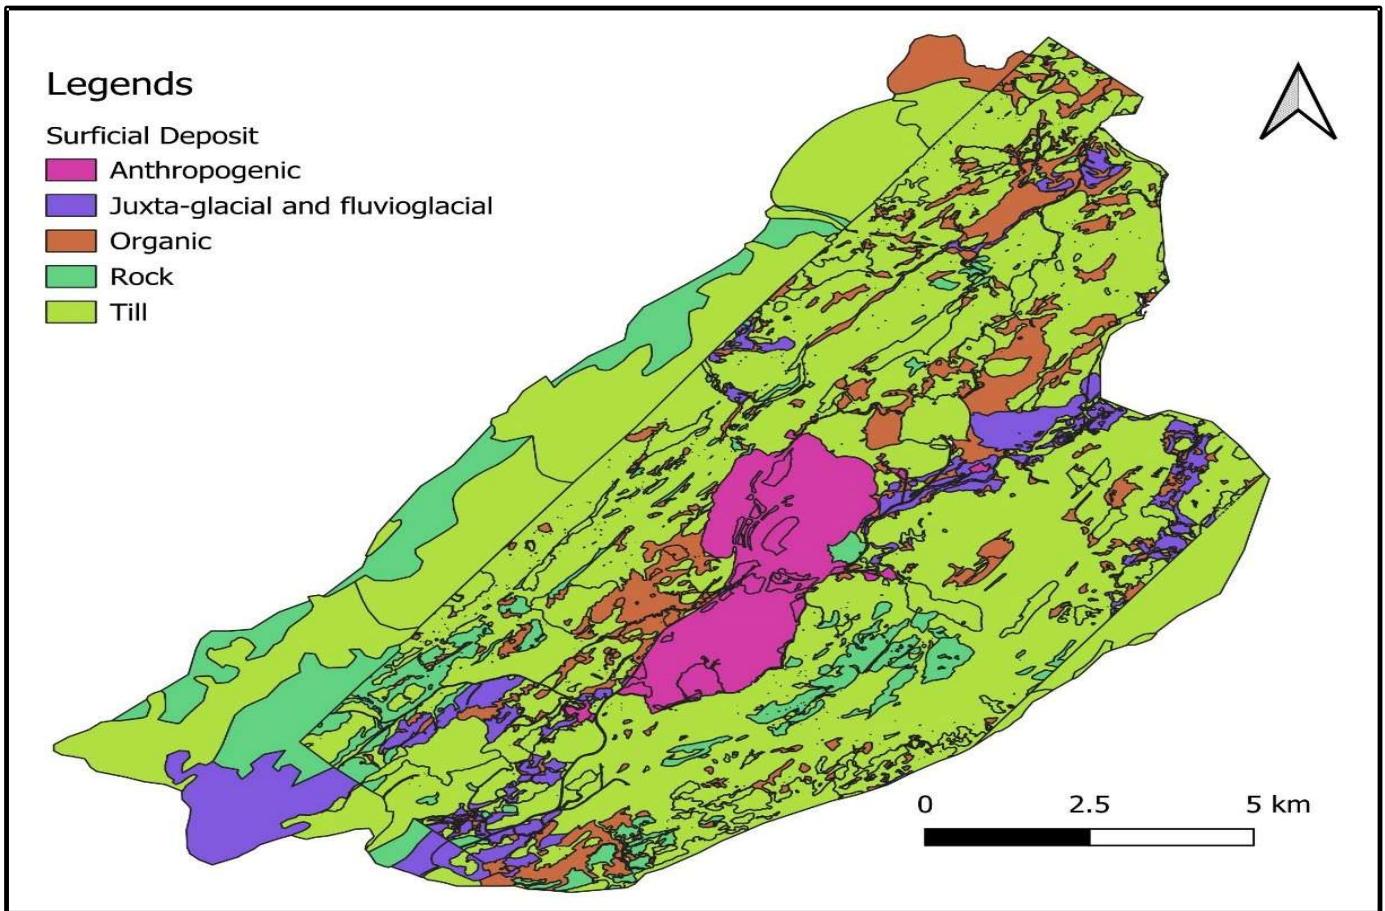 Legends
Surficial Deposit
Anthropogenic
Juxta-glacial and fluvioglacial
Organic
Rock
Till
0 2.5 5 km